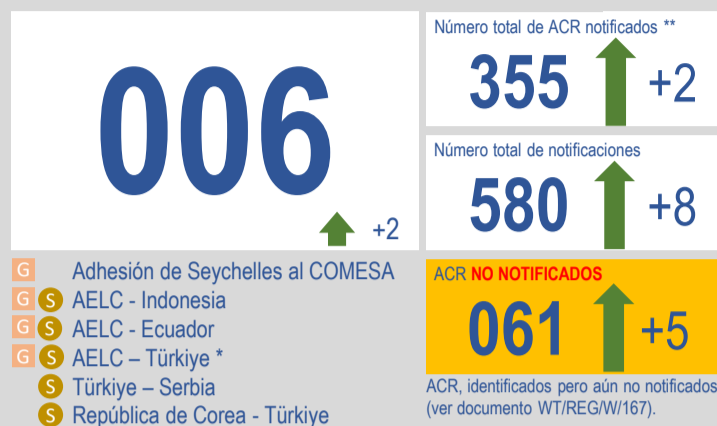 006
+2
G Adhesión de Seychelles al COMESA
G S AELC - Indonesia
G S AELC - Ecuador
G S AELC – Türkiye *
S Türkiye – Serbia
S República de Corea - Türkiye
Número total de ACR notificados **
355 +2
Número total de notificaciones
580 +8
ACR NO NOTIFICADOS
061 +5
ACR, identificados pero aún no notificados
(ver documento WT/REG/W/167).